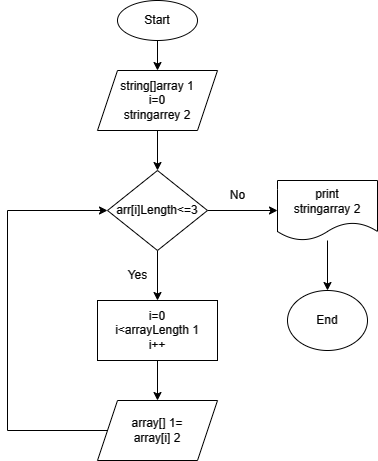 Start
string[]array 1
i=0
stringarrey 2
arr[i]Length<=3
No
print
stringarray 2
Yes
End
i=0
i<arrayLength 1
i++
array[] 1=
array[i] 2